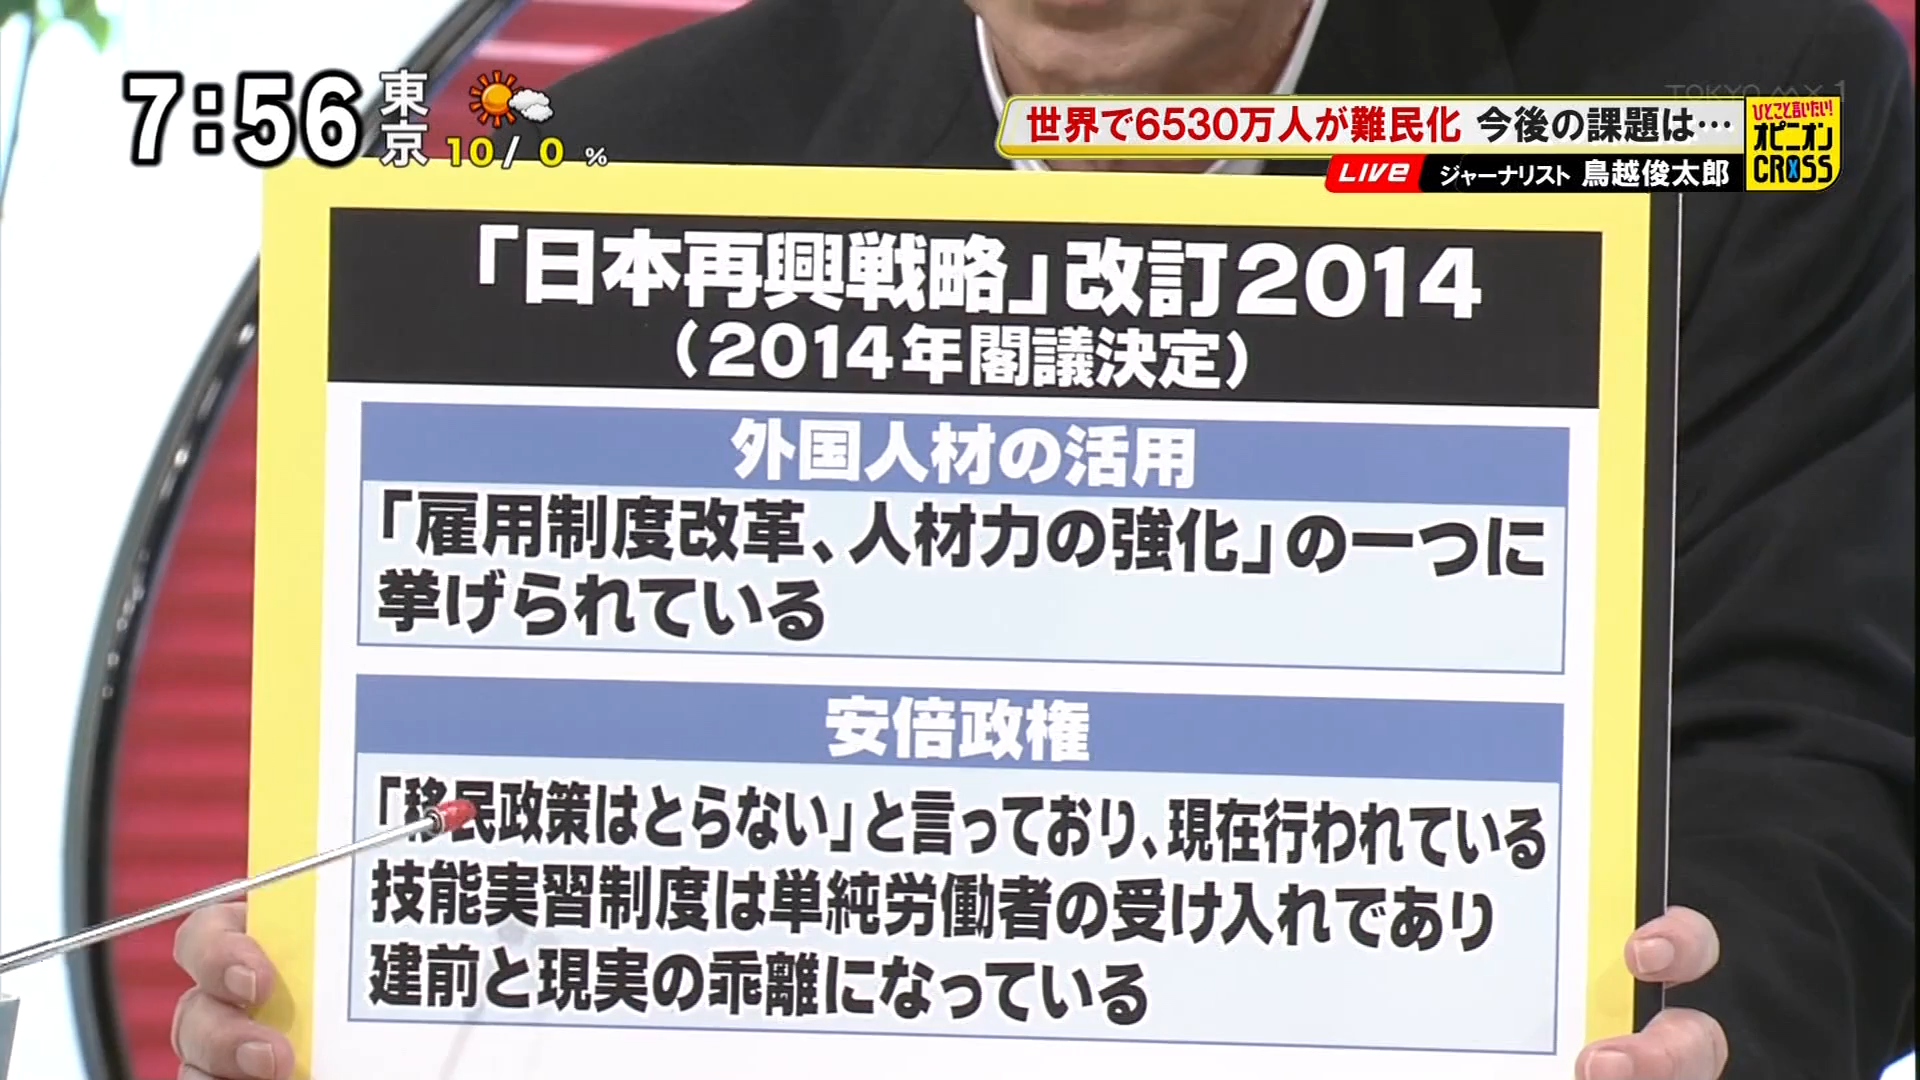 7:56
東京
10/ 0 %
TOKYO MX 1
世界で6530万人が難民化 今後の課題は…
ひとこと言いたい!
オピニオン
CROSS
LIVE ジャーナリスト 鳥越俊太郎
「日本再興戦略」改訂2014
(2014年閣議決定)
外国人材の活用
「雇用制度改革、人材力の強化」の一つに
挙げられている
安倍政権
「移民政策はとらない」と言っており、現在行われている
技能実習制度は単純労働者の受け入れであり
建前と現実の乖離になっている